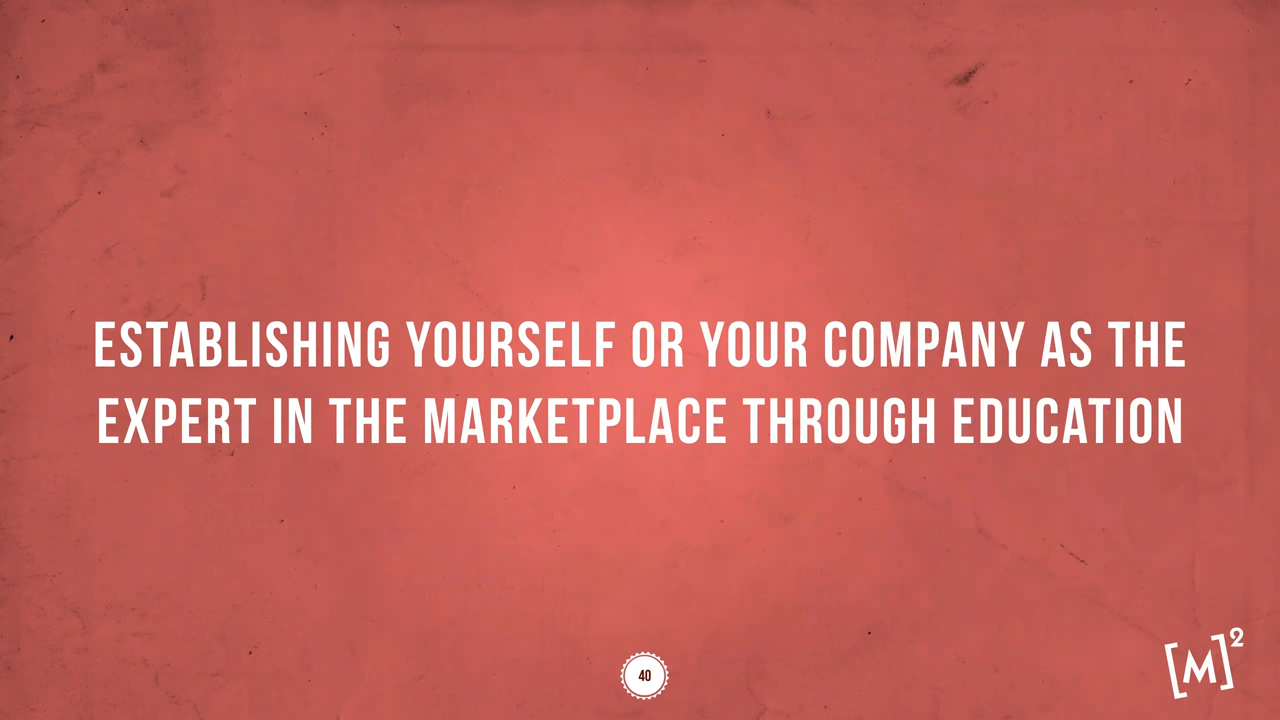 ESTABLISHING YOURSELF OR YOUR COMPANY AS THE
EXPERT IN THE MARKETPLACE THROUGH EDUCATION
40
[M]²